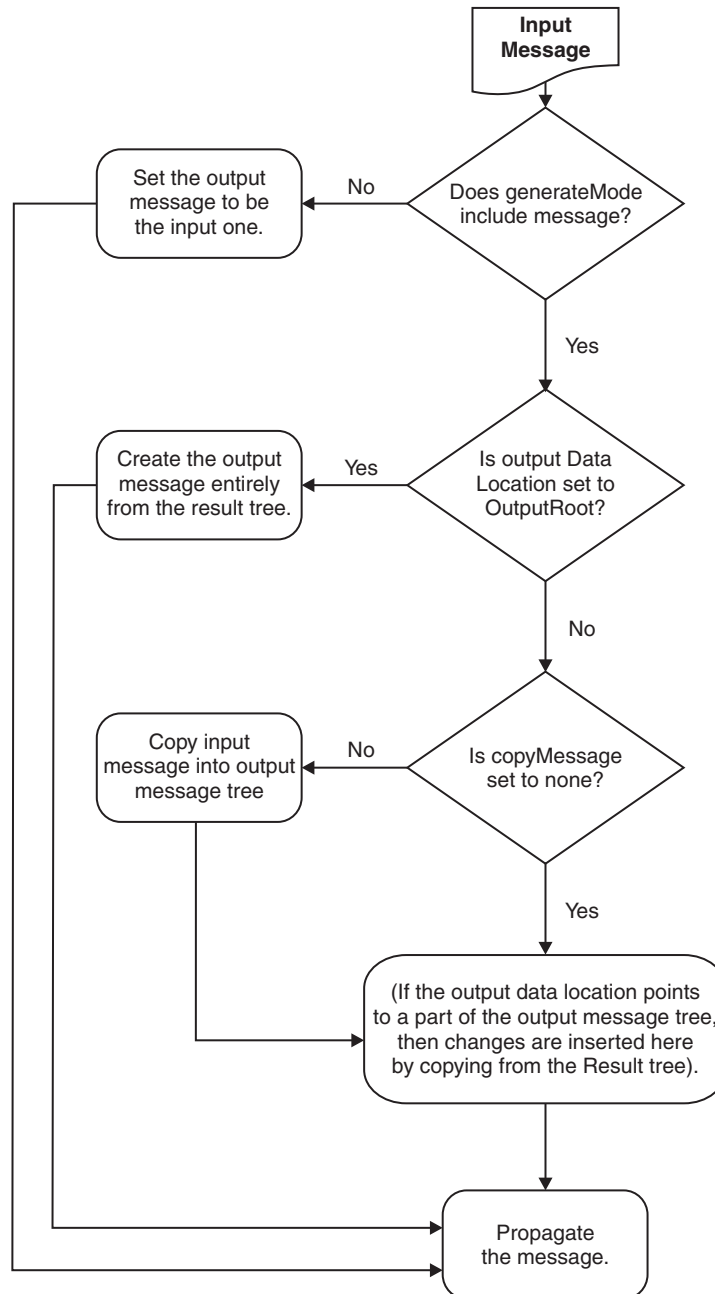 Input
Message
Does generateMode
include message?
No
Set the output
message to be
the input one.
Yes
Is output Data
Location set to
OutputRoot?
Yes
Create the output
message entirely
from the result tree.
No
Is copyMessage
set to none?
No
Copy input
message into output
message tree
Yes
(If the output data location points
to a part of the output message tree,
then changes are inserted here
by copying from the Result tree).
Propagate
the message.